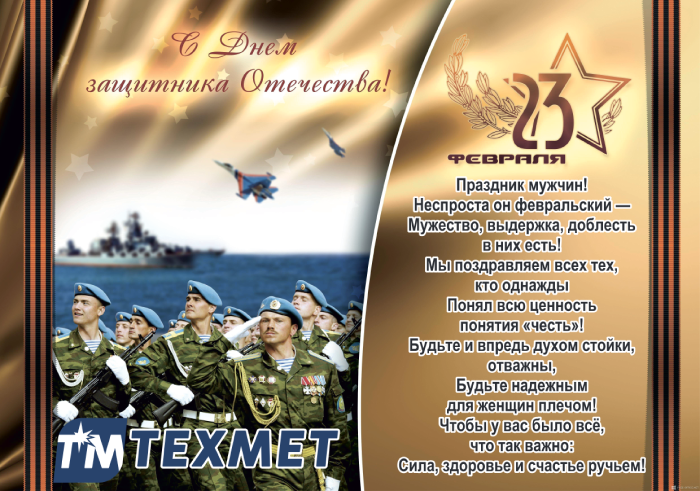 С Днем
защитника Отечества!
23
ФЕВРАЛЯ
Праздник мужчин!
Неспроста он февральский —
Мужество, выдержка, доблесть
в них есть!
Мы поздравляем всех тех,
кто однажды
Понял всю ценность
понятия «честь»!
Будьте и впредь духом стойки,
отважны,
Будьте надежным
для женщин плечом!
Чтобы у вас было всё,
что так важно:
Сила, здоровье и счастье ручьем!
ТМ ТЕХМЕТ